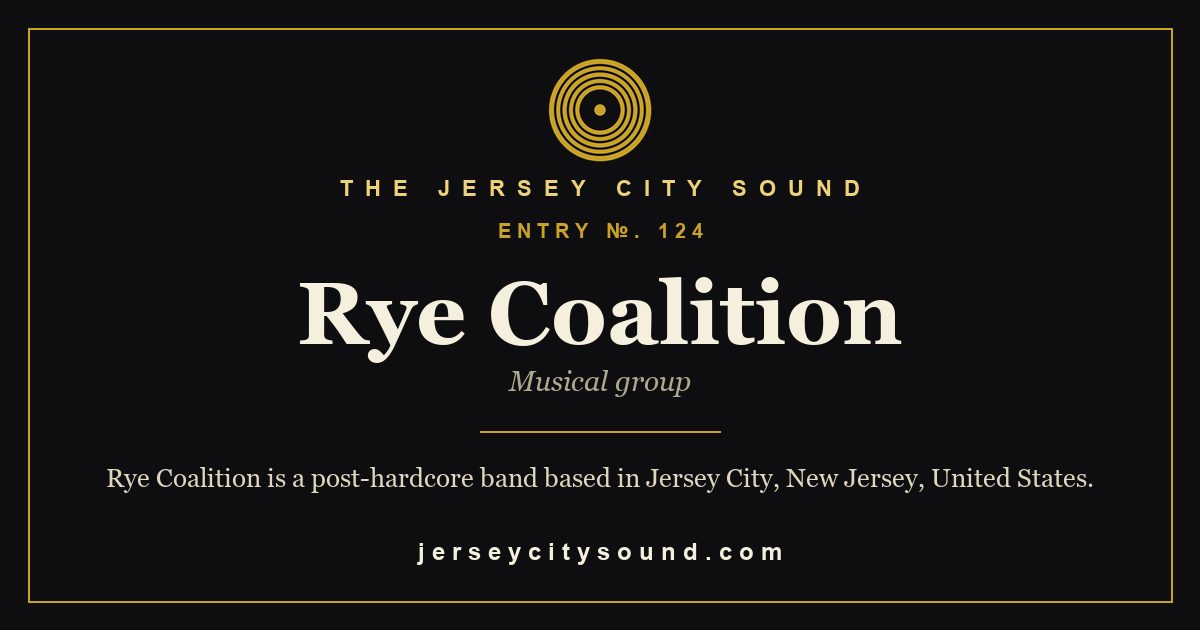 THE JERSEY CITY SOUND
ENTRY №. 124
Rye Coalition
Musical group
Rye Coalition is a post-hardcore band based in Jersey City, New Jersey, United States.
jerseycitysound.com